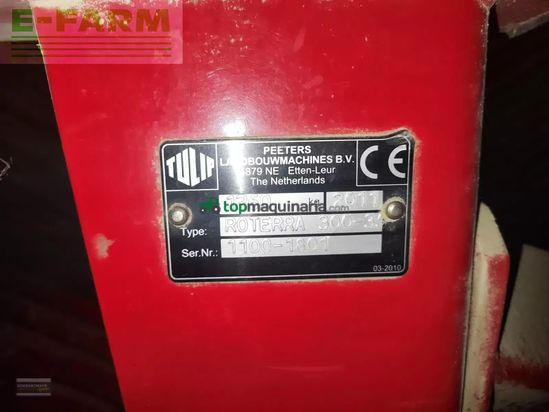 E-FARM
TULIP
PEETERS
LANDBOUWMACHINES B.V.
4879 NE Etten-Leur
The Netherlands
CE
kg 2011
topmaquinaria.com
Type: ROTERRA 300-
Ser.Nr.: 1100-1801
03-2010